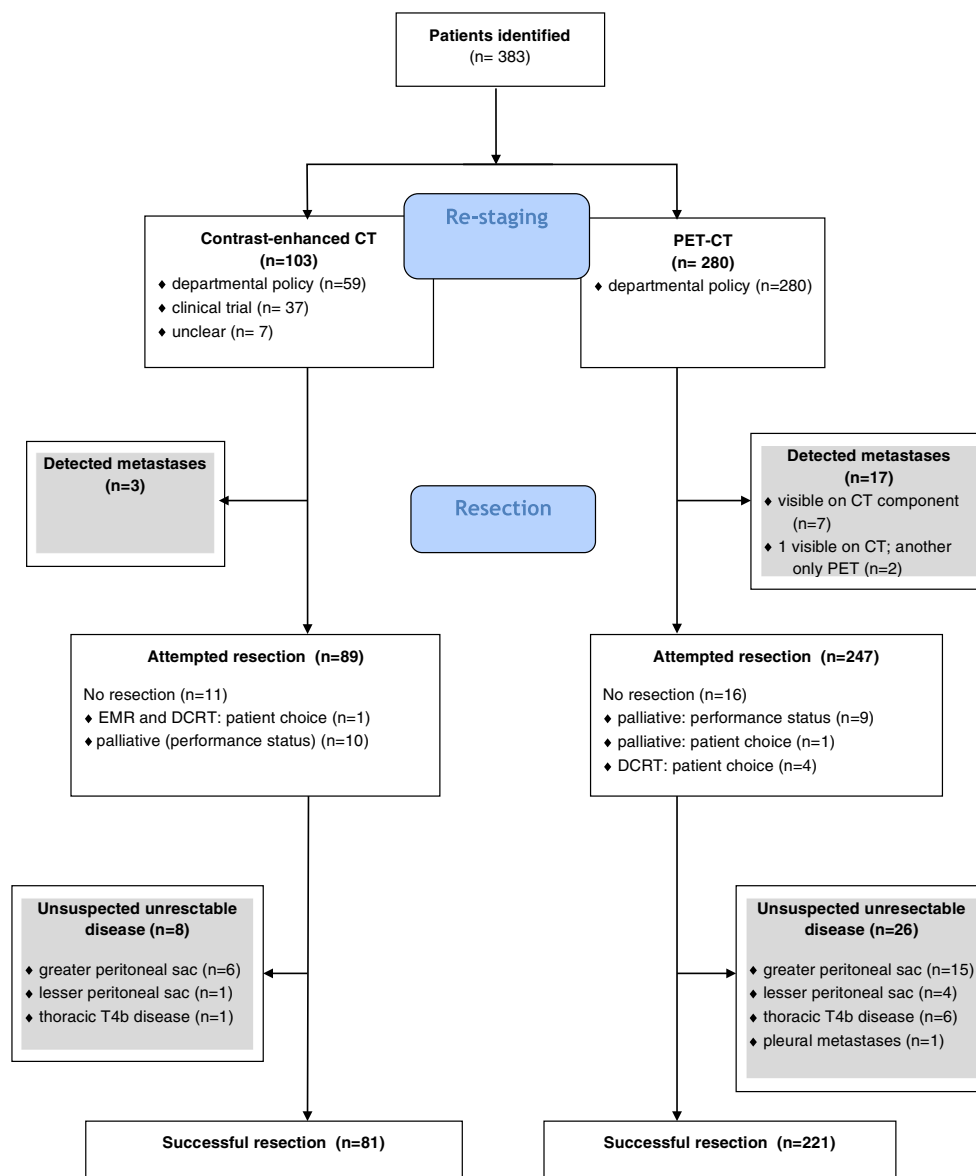 Patients identified
(n= 383)
Re-staging
Contrast-enhanced CT
(n=103)
♦ departmental policy (n=59)
♦ clinical trial (n= 37)
♦ unclear (n= 7)
PET-CT
(n= 280)
♦ departmental policy (n=280)
Detected metastases
(n=3)
Resection
Detected metastases
(n=17)
♦ visible on CT component
(n=7)
♦ 1 visible on CT; another
only PET (n=2)
Attempted resection (n=89)
No resection (n=11)
♦ EMR and DCRT: patient choice (n=1)
♦ palliative (performance status) (n=10)
Attempted resection (n=247)
No resection (n=16)
♦ palliative: performance status (n=9)
♦ palliative: patient choice (n=1)
♦ DCRT: patient choice (n=4)
Unsuspected unresctable
disease (n=8)
♦ greater peritoneal sac (n=6)
♦ lesser peritoneal sac (n=1)
♦ thoracic T4b disease (n=1)
Unsuspected unresectable
disease (n=26)
♦ greater peritoneal sac (n=15)
♦ lesser peritoneal sac (n=4)
♦ thoracic T4b disease (n=6)
♦ pleural metastases (n=1)
Successful resection (n=81)
Successful resection (n=221)